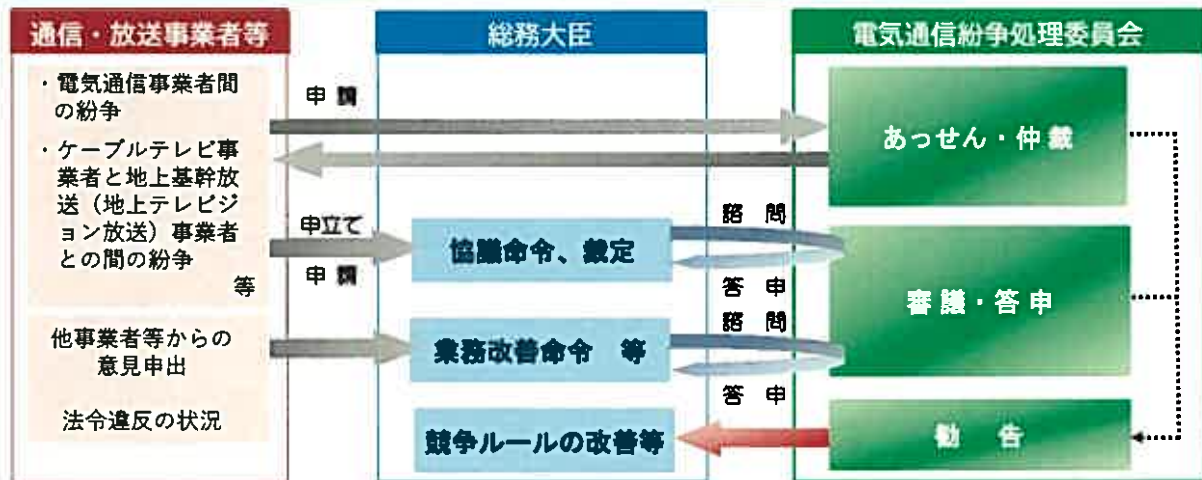 通信・放送事業者等
・電気通信事業者間
の紛争
・ケーブルテレビ事
業者と地上基幹放
送（地上テレビジ
ョン放送）事業者
との間の紛争
等
他事業者等からの
意見申出
法令違反の状況
申請
申立て
申請
総務大臣
協議命令、裁定
業務改善命令　等
競争ルールの改善等
諮　問
答　申
諮　問
答　申
電気通信紛争処理委員会
あっせん・仲裁
審議・答申
勧　告